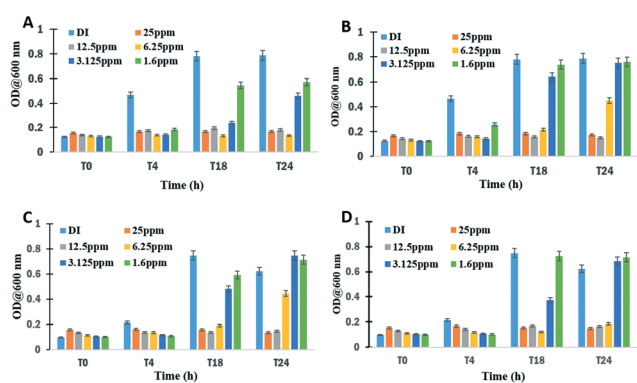 A
DI
25ppm
12.5ppm
6.25ppm
3.125ppm
1.6ppm
OD@600 nm
1
0.8
0.6
0.4
0.2
0
T0
T4
T18
T24
Time (h)
B
DI
25ppm
12.5ppm
6.25ppm
3.125ppm
1.6ppm
OD@600 nm
1
0.8
0.6
0.4
0.2
0
T0
T4
T18
T24
Time (h)
C
DI
25ppm
12.5ppm
6.25ppm
3.125ppm
1.6ppm
OD@600 nm
1
0.8
0.6
0.4
0.2
0
T0
T4
T18
T24
Time (h)
D
DI
25ppm
12.5ppm
6.25ppm
3.125ppm
1.6ppm
OD@600 nm
1
0.8
0.6
0.4
0.2
0
T0
T4
T18
T24
Time (h)